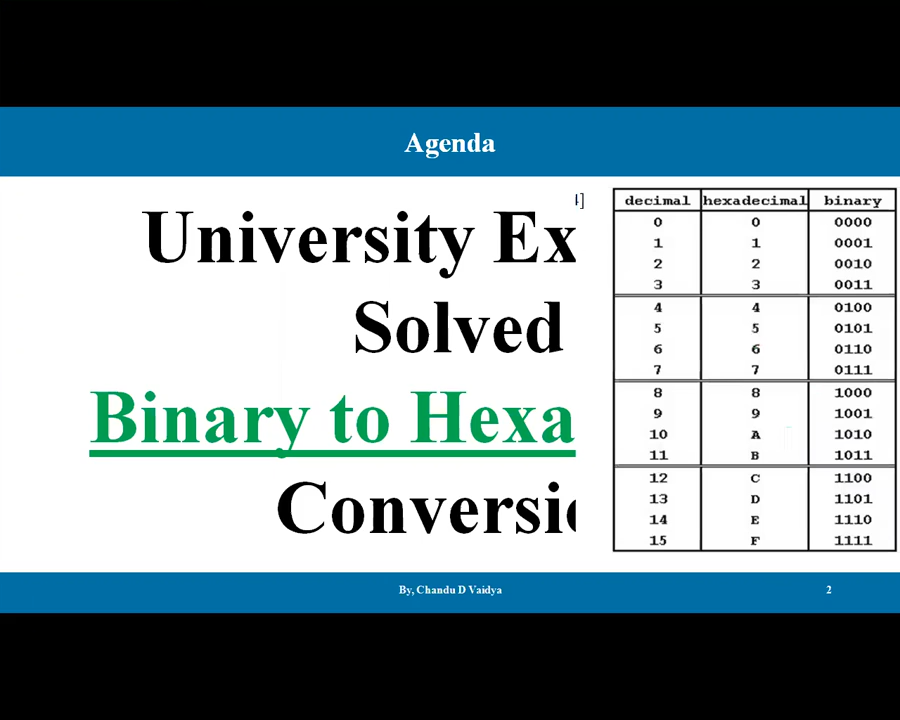 Agenda
4]
University Ex
Solved
Binary to Hexa
Conversi
decimal hexadecimal binary
0 0 0000
1 1 0001
2 2 0010
3 3 0011
4 4 0100
5 5 0101
6 6 0110
7 7 0111
8 8 1000
9 9 1001
10 A 1010
11 B 1011
12 C 1100
13 D 1101
14 E 1110
15 F 1111
By, Chandu D Vaidya 2